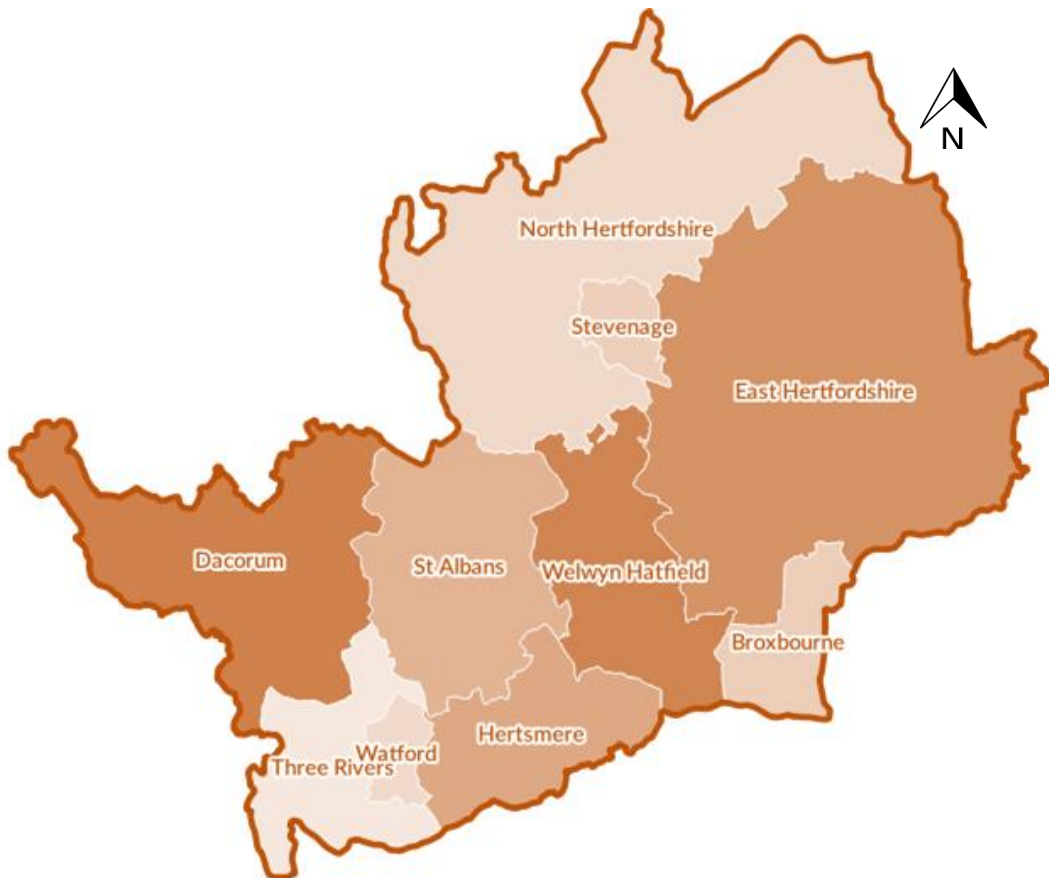 N
North Hertfordshire
Stevenage
East Hertfordshire
Dacorum
St Albans
Welwyn Hatfield
Broxbourne
Hertsmere
Watford
Three Rivers